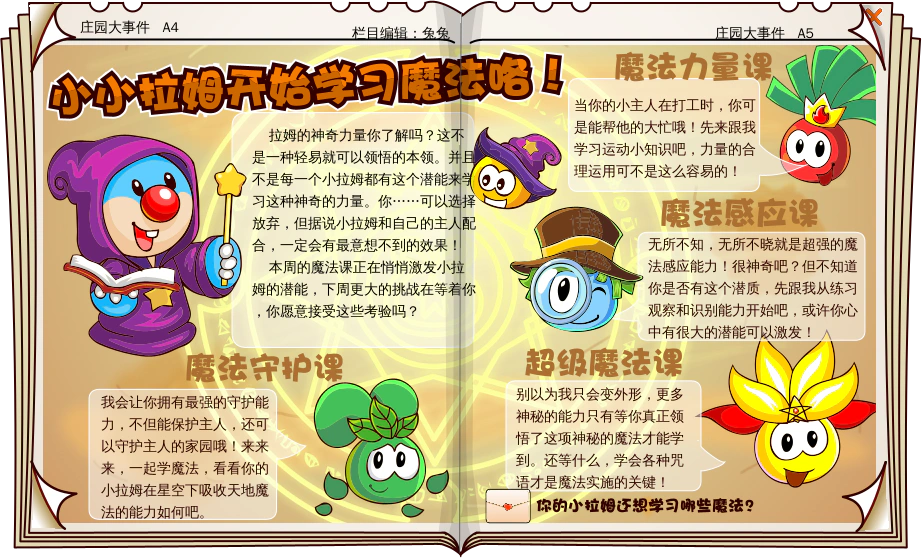 庄园大事件 A4
栏目编辑：兔兔
庄园大事件 A5
小小拉姆开始学习魔法咯！
拉姆的神奇力量你了解吗？这不
是一种轻易就可以领悟的本领。并且
不是每一个小拉姆都有这个潜能来学
习这种神奇的力量。你……可以选择
放弃，但据说小拉姆和自己的主人配
合，一定会有最意想不到的效果！
本周的魔法课正在悄悄激发小拉
姆的潜能，下周更大的挑战在等着你
，你愿意接受这些考验吗？
魔法守护课
我会让你拥有最强的守护能
力，不但能保护主人，还可
以守护主人的家园哦！来来
来，一起学魔法，看看你的
小拉姆在星空下吸收天地魔
法的能力如何吧。
魔法力量课
当你的小主人在打工时，你可
是能帮他的大忙哦！先来跟我
学习运动小知识吧，力量的合
理运用可不是这么容易的！
魔法感应课
无所不知，无所不晓就是超强的魔
法感应能力！很神奇吧？但不知道
你是否有这个潜质，先跟我从练习
观察和识别能力开始吧，或许你心
中有很大的潜能可以激发！
超级魔法课
别以为我只会变外形，更多
神秘的能力只有等你真正领
悟了这项神秘的魔法才能学
到。还等什么，学会各种咒
语才是魔法实施的关键！
你的小拉姆还想学习哪些魔法？